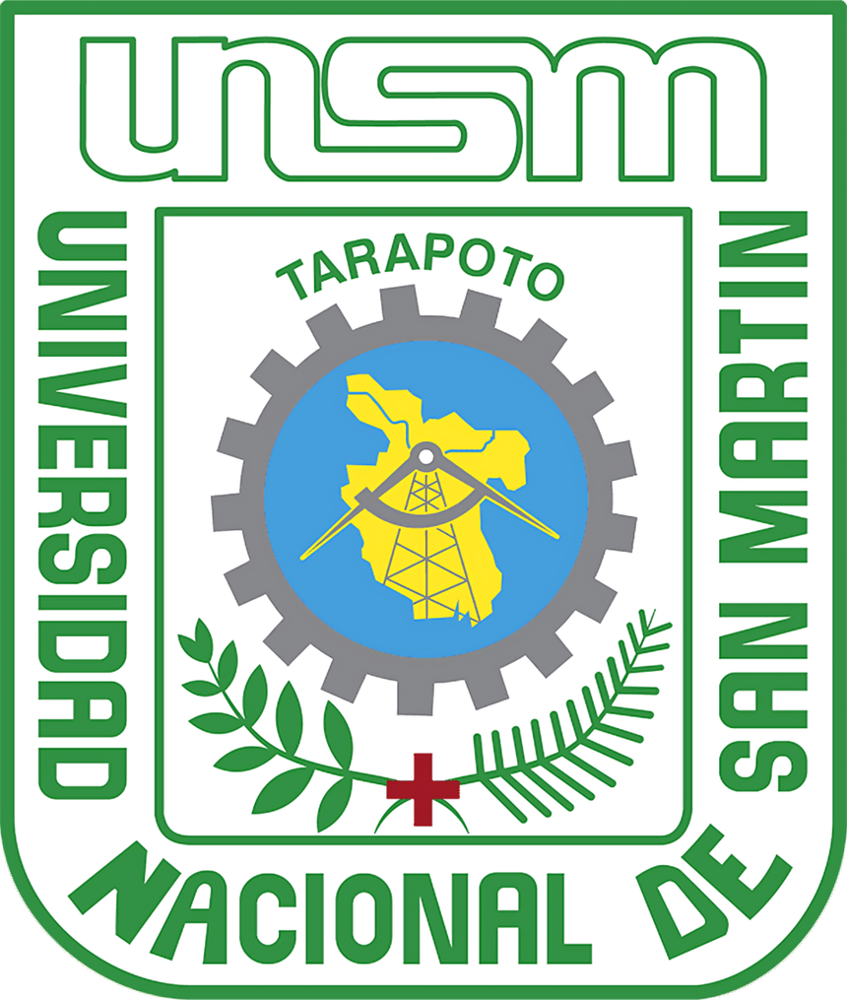 unsm
TARAPOTO
UNIVERSIDAD
NACIONAL DE
SAN MARTIN